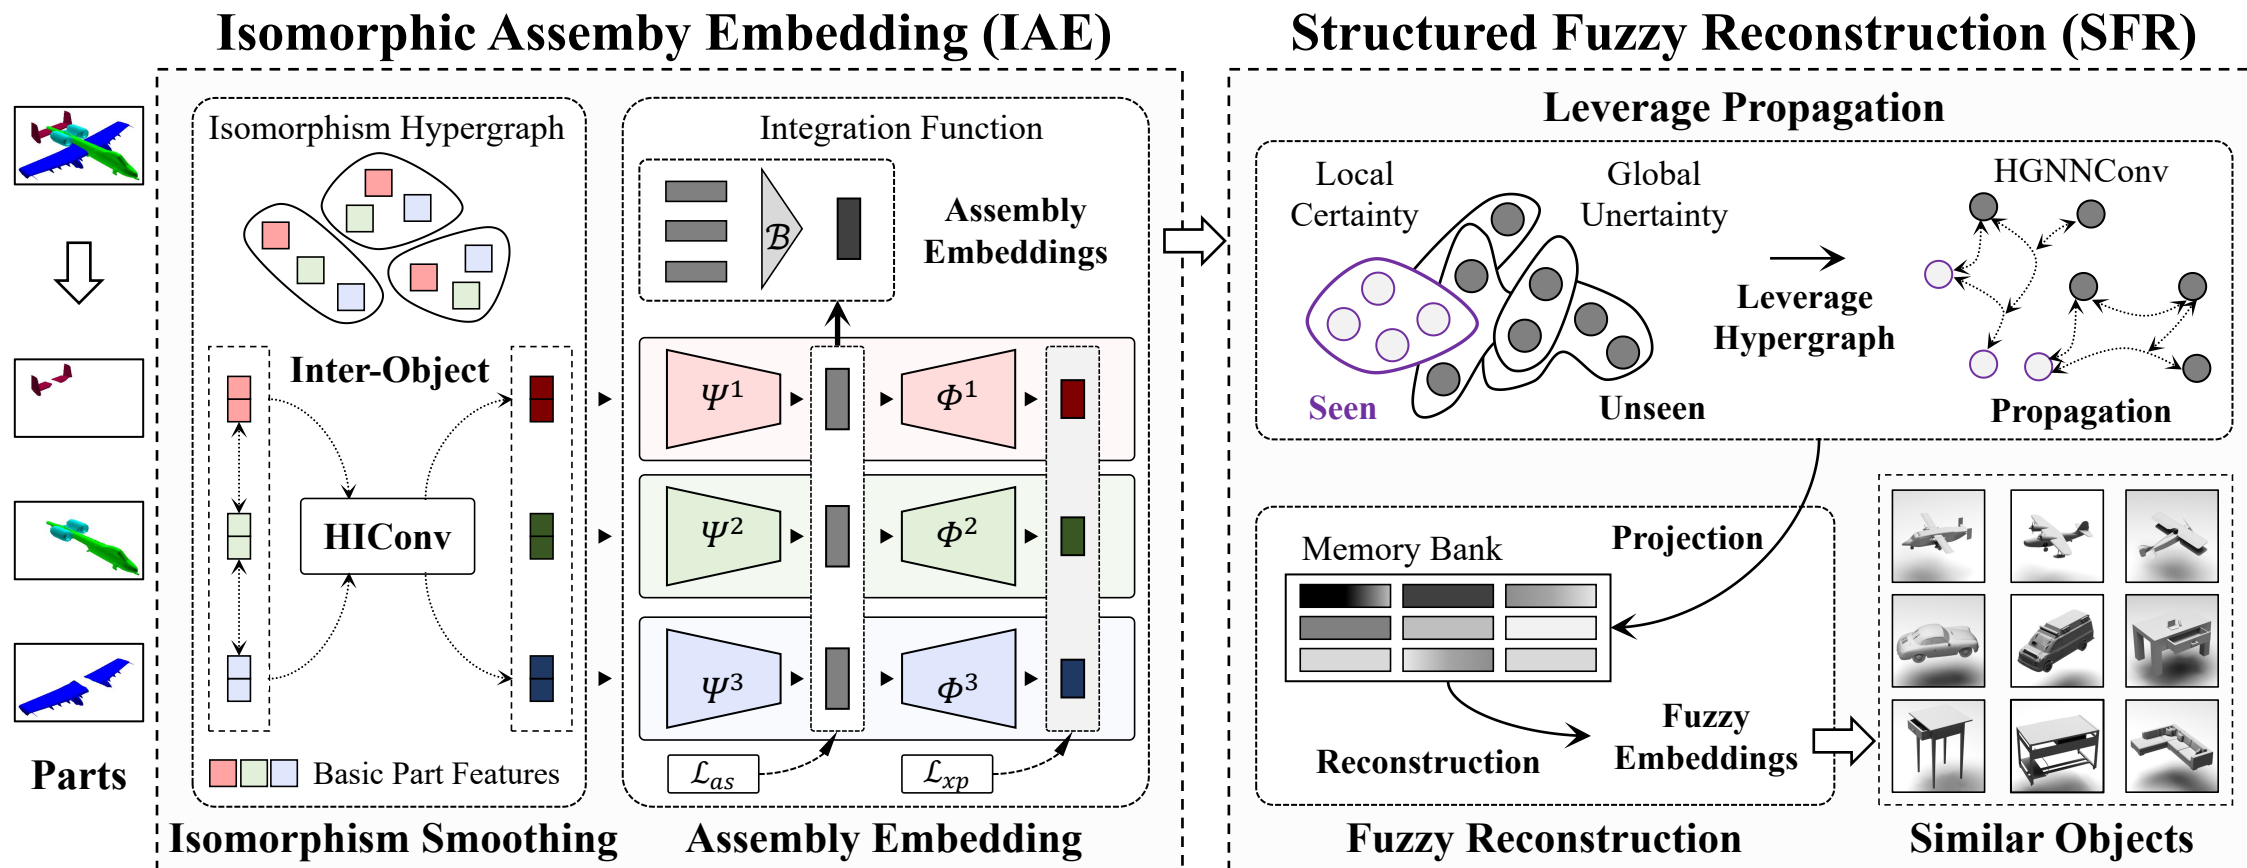 Isomorphic Assemby Embedding (IAE)
Structured Fuzzy Reconstruction (SFR)
Parts
Isomorphism Hypergraph
Inter-Object
HIConv
Basic Part Features
Isomorphism Smoothing
Integration Function
ℬ
Assembly
Embeddings
Ψ¹
Φ¹
Ψ²
Φ²
Ψ³
Φ³
ℒas
ℒxp
Assembly Embedding
Leverage Propagation
Local
Certainty
Global
Unertainty
Seen
Unseen
Leverage
Hypergraph
HGNNConv
Propagation
Projection
Memory Bank
Reconstruction
Fuzzy
Embeddings
Fuzzy Reconstruction
Similar Objects